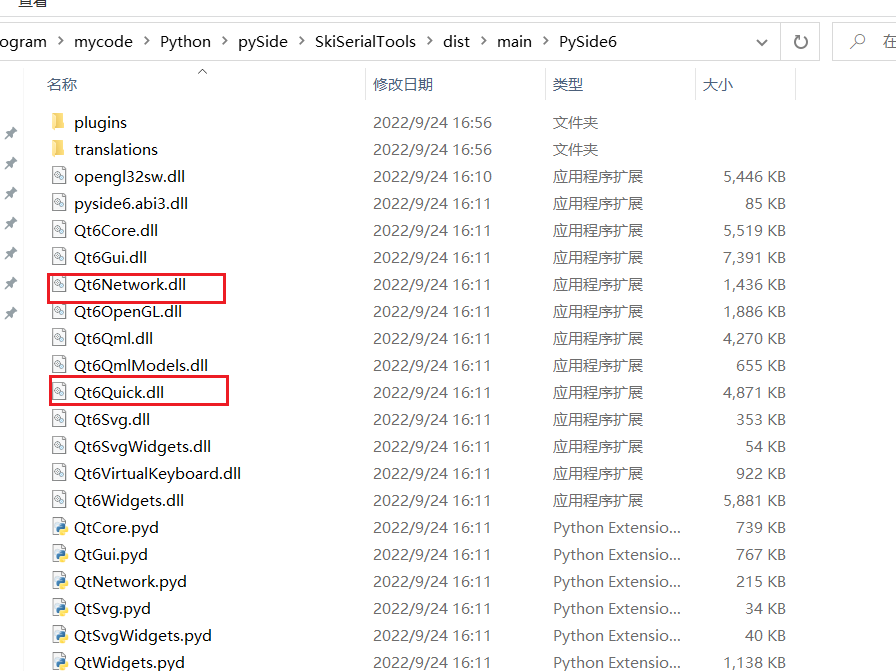 查看
ogram > mycode > Python > pySide > SkiSerialTools > dist > main > PySide6 在
名称 修改日期 类型 大小
plugins 2022/9/24 16:56 文件夹
translations 2022/9/24 16:56 文件夹
opengl32sw.dll 2022/9/24 16:10 应用程序扩展 5,446 KB
pyside6.abi3.dll 2022/9/24 16:11 应用程序扩展 85 KB
Qt6Core.dll 2022/9/24 16:11 应用程序扩展 5,519 KB
Qt6Gui.dll 2022/9/24 16:11 应用程序扩展 7,391 KB
Qt6Network.dll 2022/9/24 16:11 应用程序扩展 1,436 KB
Qt6OpenGL.dll 2022/9/24 16:11 应用程序扩展 1,886 KB
Qt6Qml.dll 2022/9/24 16:11 应用程序扩展 4,270 KB
Qt6QmlModels.dll 2022/9/24 16:11 应用程序扩展 655 KB
Qt6Quick.dll 2022/9/24 16:11 应用程序扩展 4,871 KB
Qt6Svg.dll 2022/9/24 16:11 应用程序扩展 353 KB
Qt6SvgWidgets.dll 2022/9/24 16:11 应用程序扩展 54 KB
Qt6VirtualKeyboard.dll 2022/9/24 16:11 应用程序扩展 922 KB
Qt6Widgets.dll 2022/9/24 16:11 应用程序扩展 5,881 KB
QtCore.pyd 2022/9/24 16:11 Python Extensio... 739 KB
QtGui.pyd 2022/9/24 16:11 Python Extensio... 767 KB
QtNetwork.pyd 2022/9/24 16:11 Python Extensio... 215 KB
QtSvg.pyd 2022/9/24 16:11 Python Extensio... 34 KB
QtSvgWidgets.pyd 2022/9/24 16:11 Python Extensio... 40 KB
QtWidgets.pyd 2022/9/24 16:11 Python Extensio... 1,138 KB